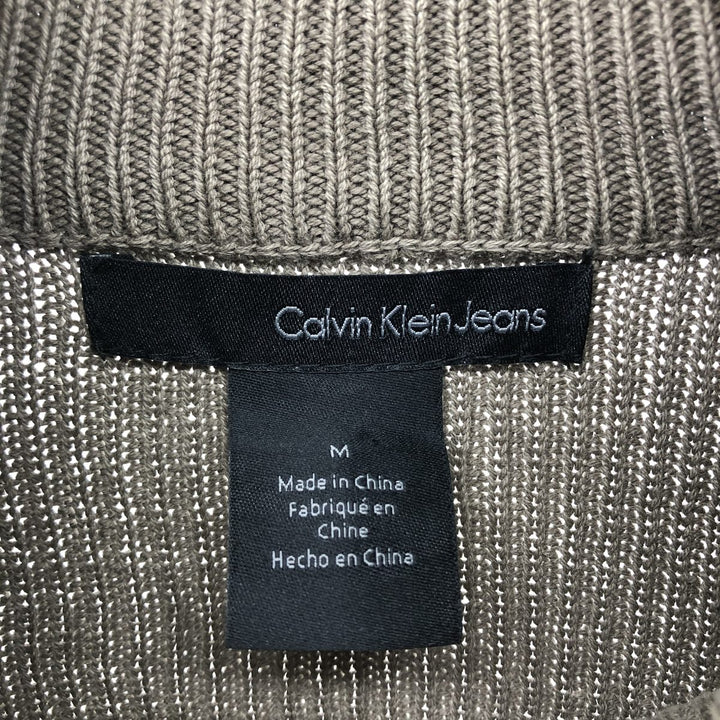 Calvin Klein Jeans
M
Made in China
Fabriqué en
Chine
Hecho en China